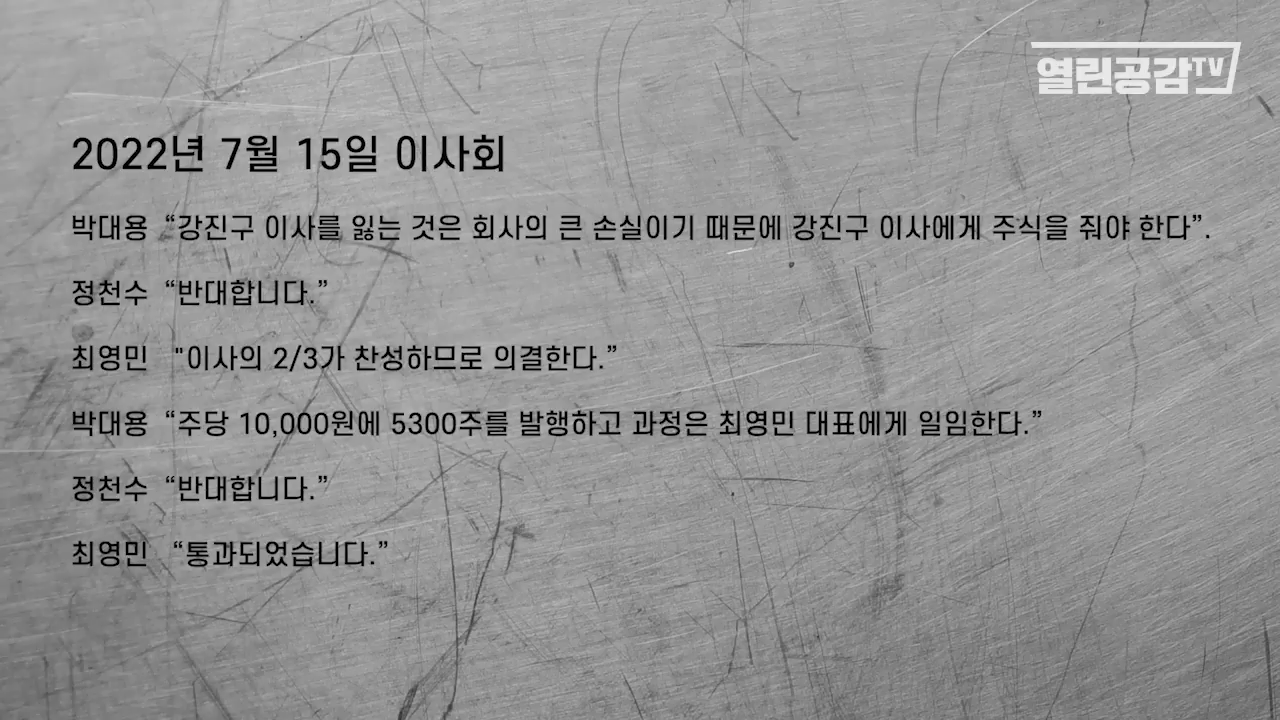 열린공감TV
2022년 7월 15일 이사회
박대용 “강진구 이사를 잃는 것은 회사의 큰 손실이기 때문에 강진구 이사에게 주식을 줘야 한다”.
정천수 “반대합니다.”
최영민 "이사의 2/3가 찬성하므로 의결한다.”
박대용 “주당 10,000원에 5300주를 발행하고 과정은 최영민 대표에게 일임한다.”
정천수 “반대합니다.”
최영민 “통과되었습니다.”